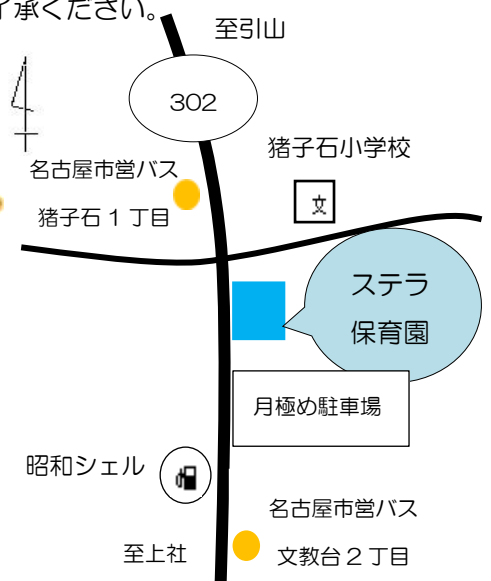 了承ください。
至引山
302
猪子石小学校
文
名古屋市営バス
猪子石1丁目
ステラ
保育園
月極め駐車場
昭和シェル
名古屋市営バス
文教台2丁目
至上社